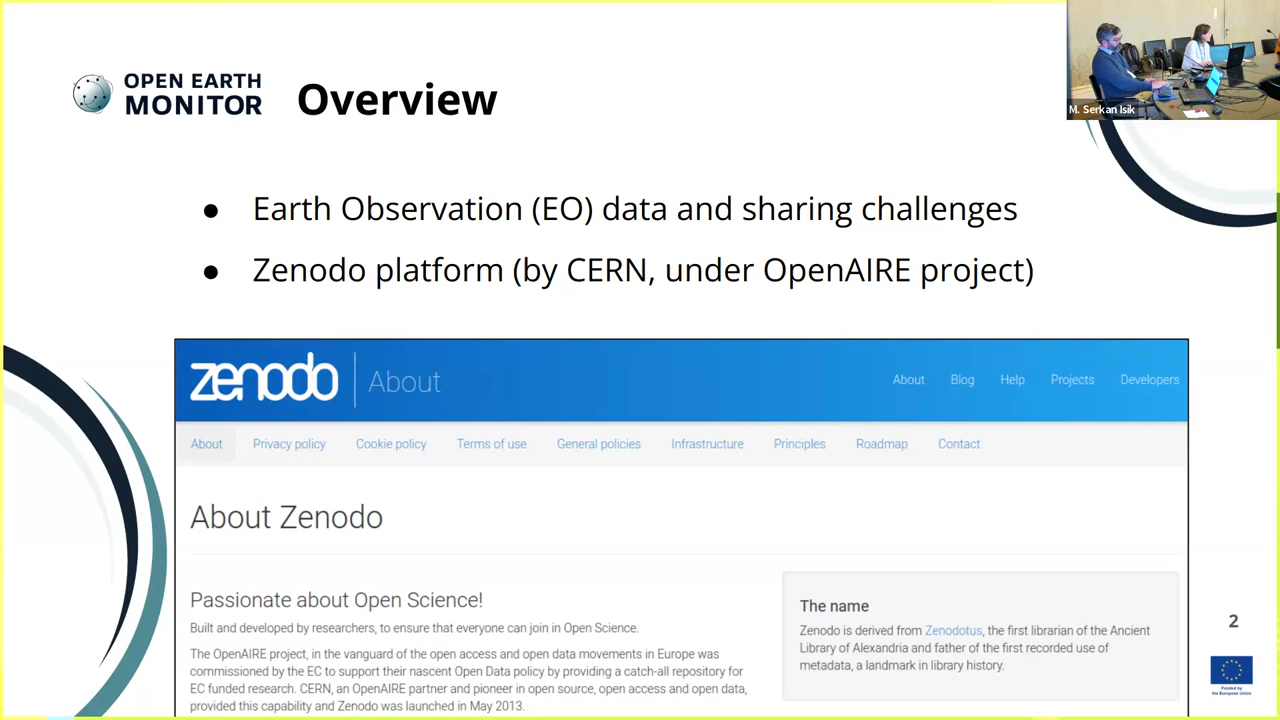 M. Serkan Isik
OPEN EARTH
MONITOR
Overview
● Earth Observation (EO) data and sharing challenges
● Zenodo platform (by CERN, under OpenAIRE project)
zenodo
About
About Blog Help Projects Developers
About Privacy policy Cookie policy Terms of use General policies Infrastructure Principles Roadmap Contact
About Zenodo
Passionate about Open Science!
Built and developed by researchers, to ensure that everyone can join in Open Science.
The OpenAIRE project, in the vanguard of the open access and open data movements in Europe was
commissioned by the EC to support their nascent Open Data policy by providing a catch-all repository for
EC funded research. CERN, an OpenAIRE partner and pioneer in open source, open access and open data,
provided this capability and Zenodo was launched in May 2013.
The name
Zenodo is derived from Zenodotus, the first librarian of the Ancient
Library of Alexandria and father of the first recorded use of
metadata, a landmark in library history.
2
Funded by
the European Union